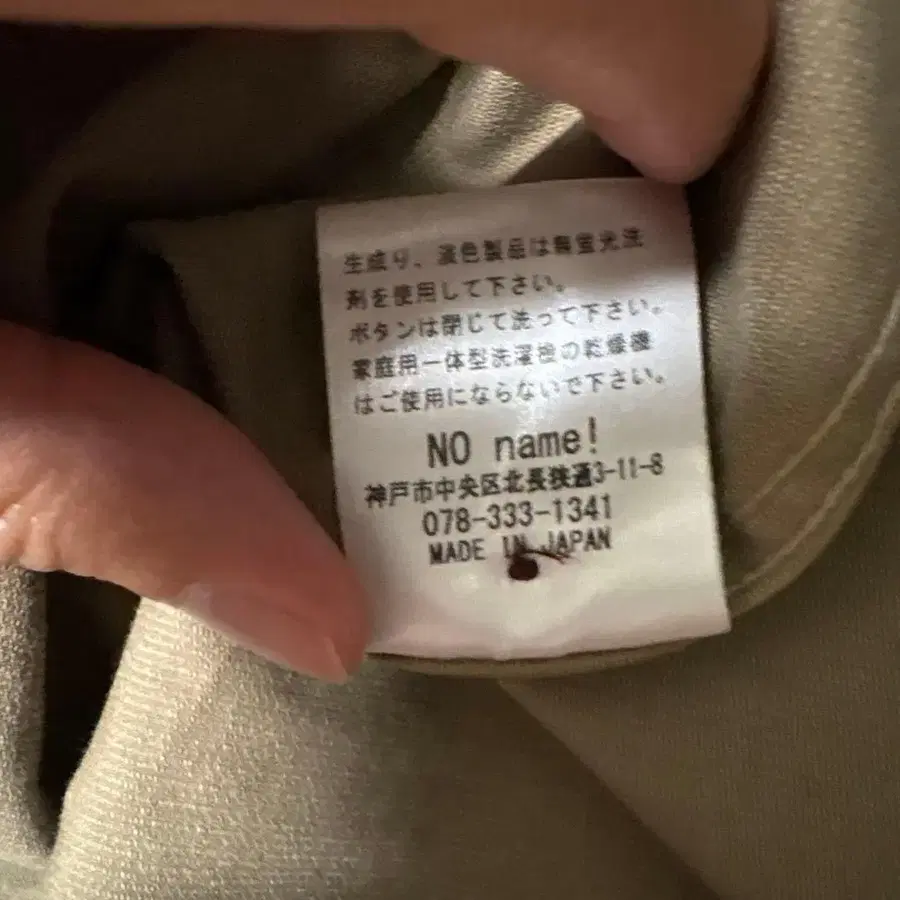 生成り、淡色製品は無蛍光洗
剤を使用して下さい。
ボタンは閉じて洗って下さい。
家庭用一体型洗濯機の乾燥機
はご使用にならないで下さい。
NO name!
神戸市中央区北長狭通3-11-8
078-333-1341
MADE IN JAPAN